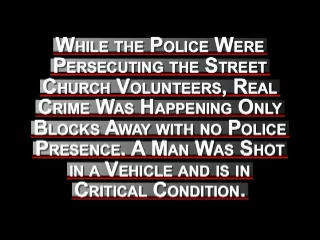 While the Police Were
Persecuting the Street
Church Volunteers, Real
Crime Was Happening Only
Blocks Away with no Police
Presence. A Man Was Shot
in a Vehicle and is in
Critical Condition.